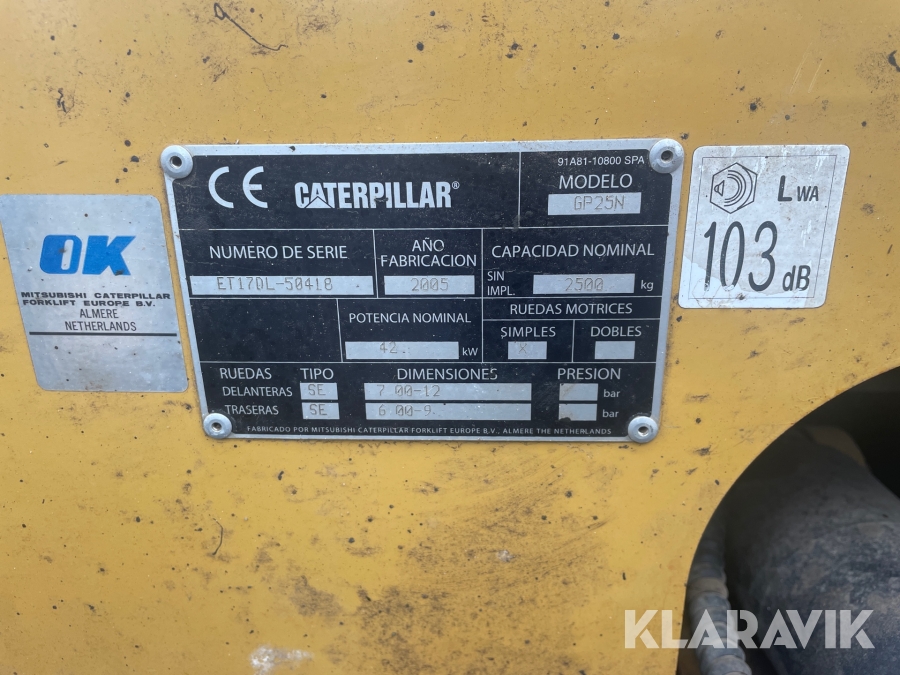 OK
MITSUBISHI CATERPILLAR
FORKLIFT EUROPE B.V.
ALMERE
NETHERLANDS
CE CATERPILLAR®
91A81-10800 SPA
MODELO
GP25N
NUMERO DE SERIE
ET17DL-50418
AÑO
FABRICACION
2005
CAPACIDAD NOMINAL
SIN
IMPL. 2500 kg
POTENCIA NOMINAL
42. kW
RUEDAS MOTRICES
SIMPLES DOBLES
X
RUEDAS TIPO DIMENSIONES PRESION
DELANTERAS SE 7 00-12 bar
TRASERAS SE 6 00-9 bar
FABRICADO POR MITSUBISHI CATERPILLAR FORKLIFT EUROPE B.V., ALMERE THE NETHERLANDS
LWA
103 dB
KLARAVIK